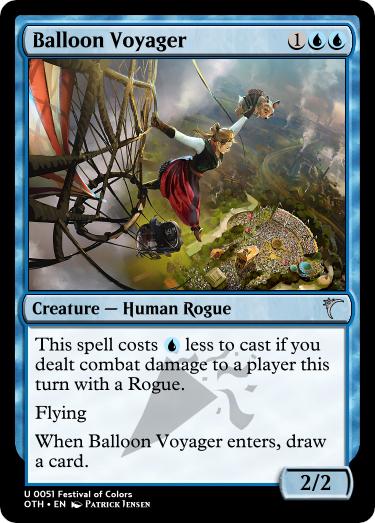 Balloon Voyager 1
Creature — Human Rogue
This spell costs less to cast if you
dealt combat damage to a player this
turn with a Rogue.
Flying
When Balloon Voyager enters, draw
a card.
2/2
U 0051 Festival of Colors
OTH • EN Patrick Jensen